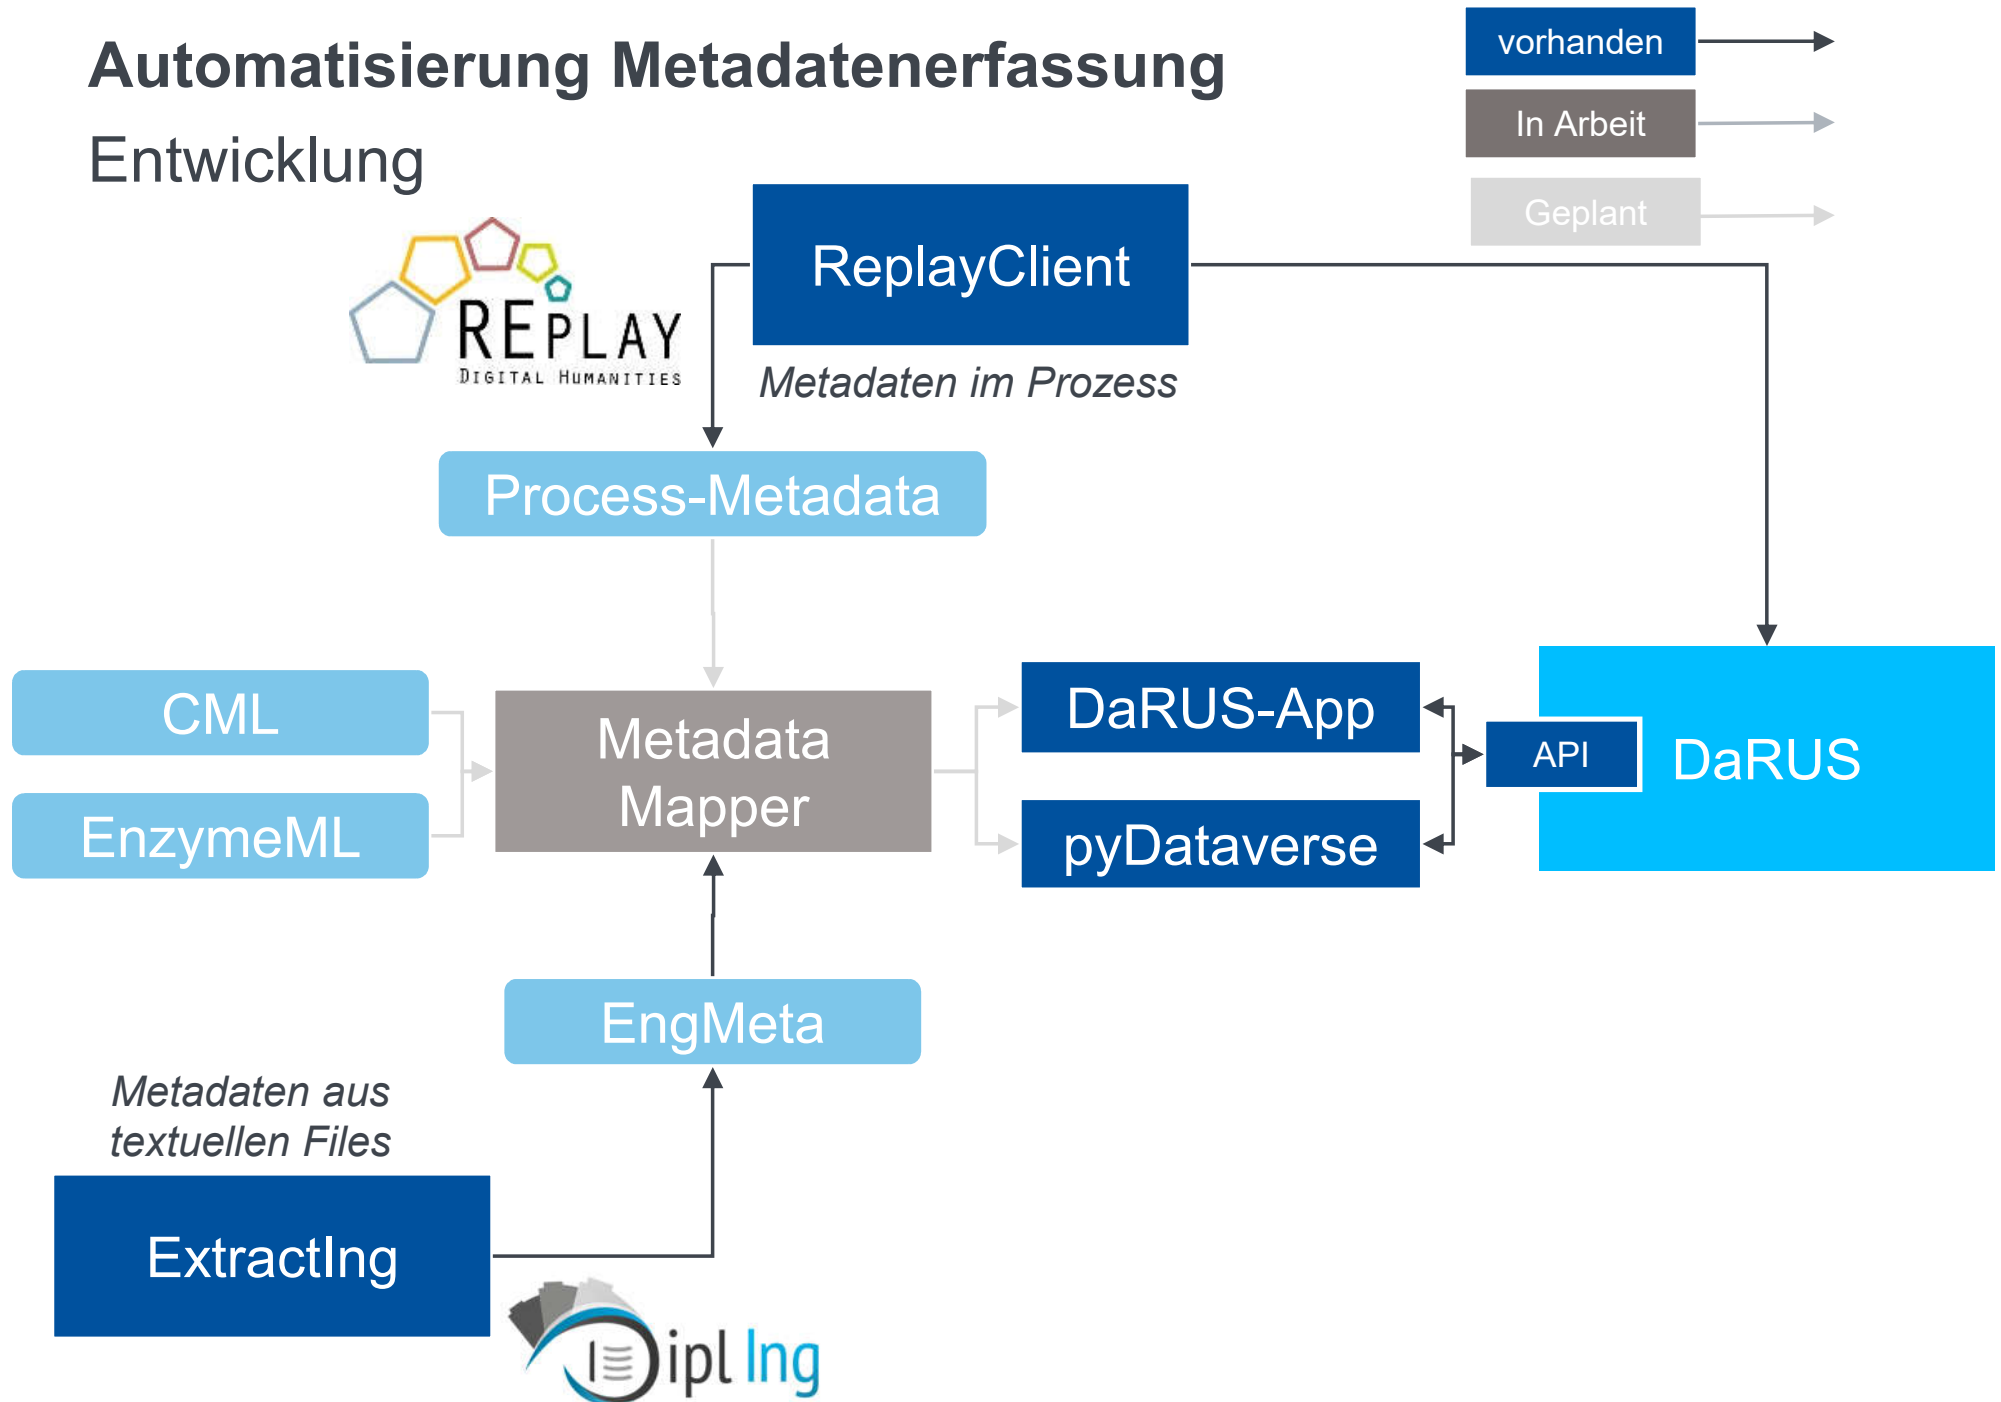 Automatisierung Metadatenerfassung
Entwicklung
vorhanden
In Arbeit
Geplant
ReplayClient
REPLAY
DIGITAL HUMANITIES
Metadaten im Prozess
Process-Metadata
CML
EnzymeML
Metadata
Mapper
DaRUS-App
pyDataverse
API
DaRUS
EngMeta
Metadaten aus
textuellen Files
ExtractIng
Dipl Ing